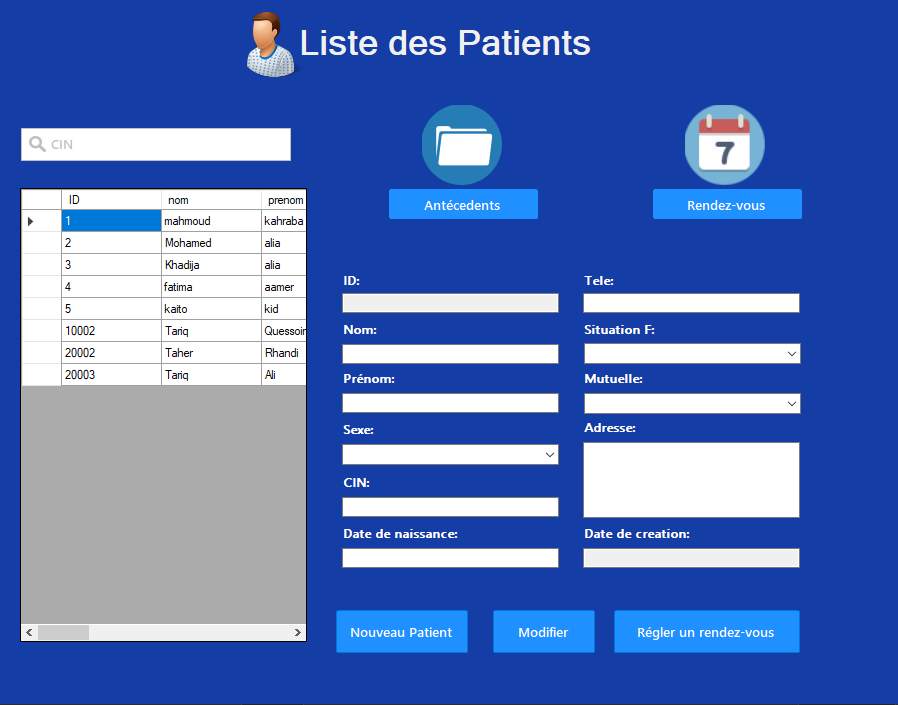 Liste des Patients
CIN
7
Antécedents
Rendez-vous
ID nom prenom
1 mahmoud kahraba
2 Mohamed alia
3 Khadija alia
4 fatima aamer
5 kaito kid
10002 Tariq
20002 Taher Rhandi
20003 Tariq Ali
ID:
Tele:
Nom:
Situation F:
Prénom:
Mutuelle:
Sexe:
Adresse:
CIN:
Date de naissance:
Date de creation:
Nouveau Patient
Modifier
Régler un rendez-vous